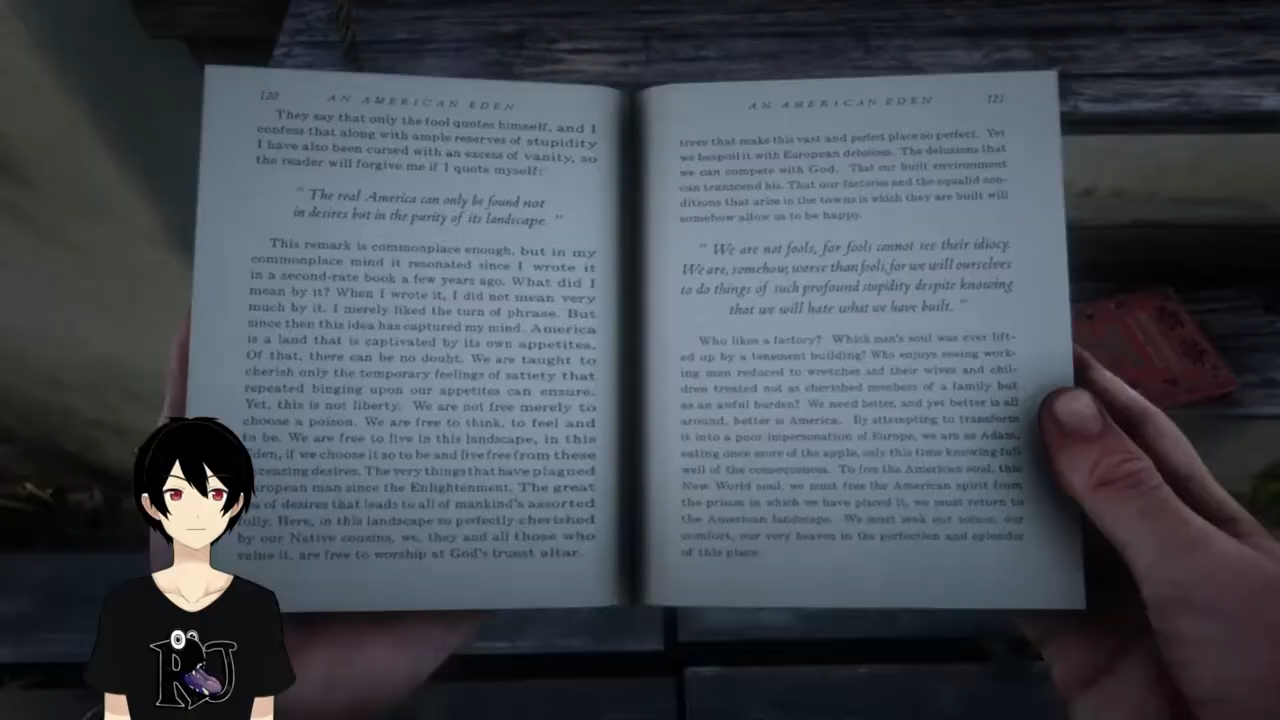 120 AN AMERICAN EDEN
They say that only the fool quotes himself, and I
confess that along with ample reserves of stupidity
I have also been cursed with an excess of vanity, so
the reader will forgive me if I quote myself:
" The real America can only be found not
in desires but in the purity of its landscape. "
This remark is commonplace enough, but in my
commonplace mind it resonated since I wrote it
in a second-rate book a few years ago. What did I
mean by it? When I wrote it, I did not mean very
much by it. I merely liked the turn of phrase. But
since then this idea has captured my mind. America
is a land that is captivated by its own appetites.
Of that, there can be no doubt. We are taught to
cherish only the temporary feelings of satiety that
repeated binging upon our appetites can ensure.
Yet, this is not liberty. We are not free merely to
choose a poison. We are free to think, to feel and
to be. We are free to live in this landscape, in this
den, if we choose it so to be and live free from these
ceasing desires. The very things that have plagued
ropean man since the Enlightenment. The great
of desires that leads to all of mankind's assorted
folly. Here, in this landscape so perfectly cherished
by our Native cousins, we, they and all those who
value it, are free to worship at God's truest altar.
AN AMERICAN EDEN 121
trees that make this vast and perfect place so perfect. Yet
we despoil it with European delusions. The delusions that
we can compete with God. That our built environment
can transcend his. That our factories and the squalid con-
ditions that arise in the towns in which they are built will
somehow allow us to be happy.
" We are not fools, for fools cannot see their idiocy.
We are, somehow, worse than fools, for we will ourselves
to do things of such profound stupidity despite knowing
that we will hate what we have built. "
Who likes a factory? Which man's soul was ever lift-
ed up by a tenement building? Who enjoys seeing work-
ing men reduced to wretches and their wives and chil-
dren treated not as cherished members of a family but
as an awful burden? We need better, and yet better is all
around, better is America. By attempting to transform
it into a poor impersonation of Europe, we are as Adam,
eating once more of the apple, only this time knowing full
well of the consequences. To free the American soul, this
New World soul, we must free the American spirit from
the prison in which we have placed it, we must return to
the American landscape. We must seek our solace, our
comfort, our very heaven in the perfection and splendor
of this place.
RJ